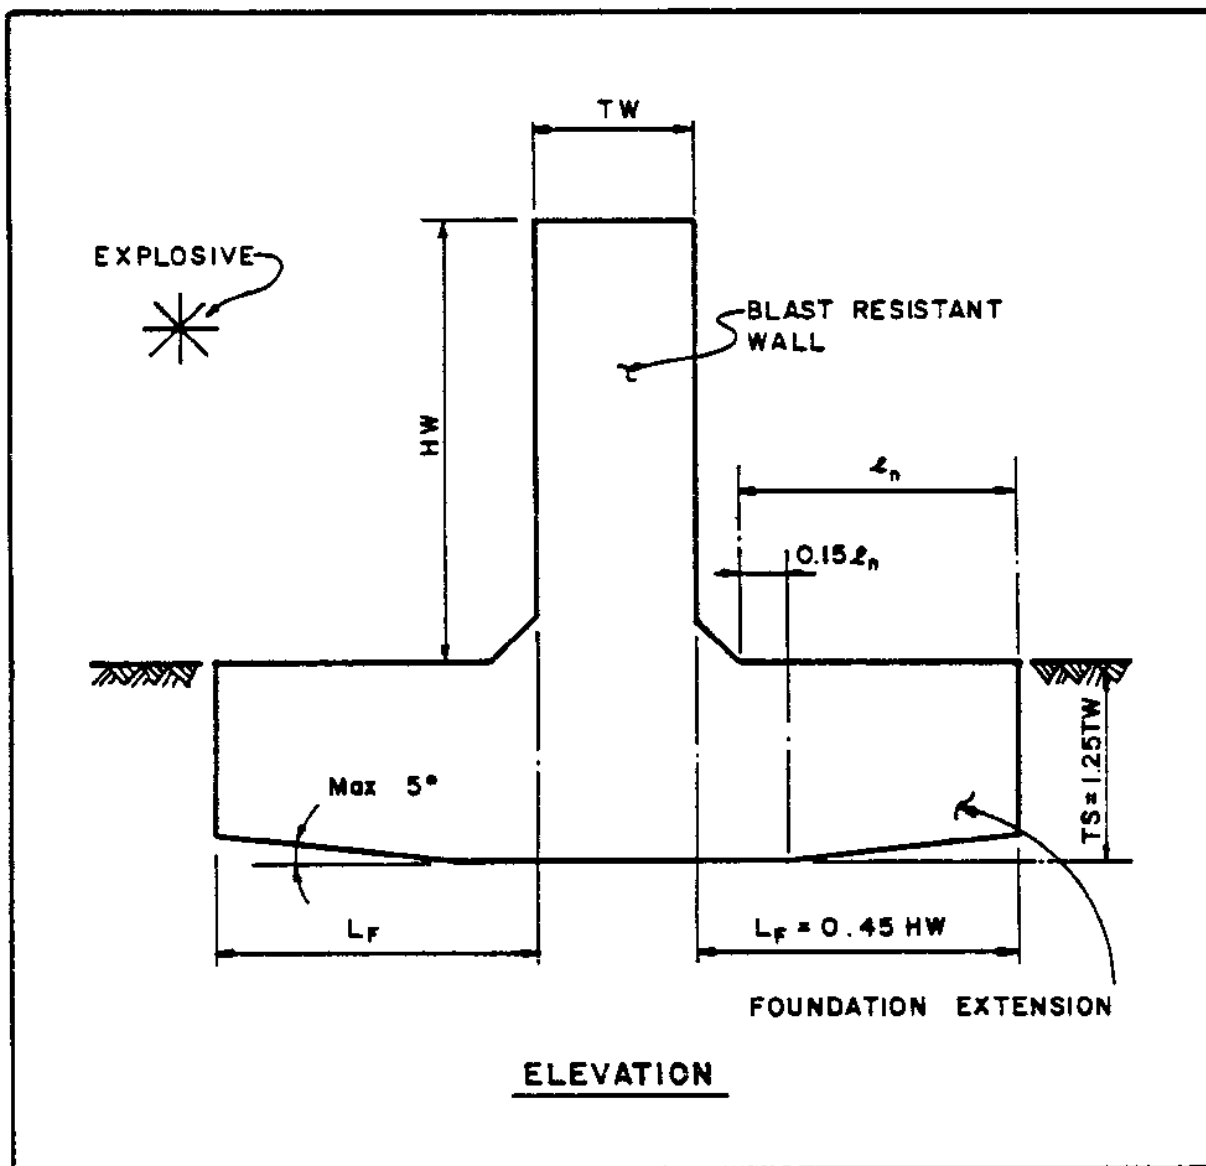 TW
EXPLOSIVE
BLAST RESISTANT
WALL
HW
ℓn
0.15ℓn
Max 5°
TS = 1.25TW
LF
LF = 0.45 HW
FOUNDATION EXTENSION
ELEVATION